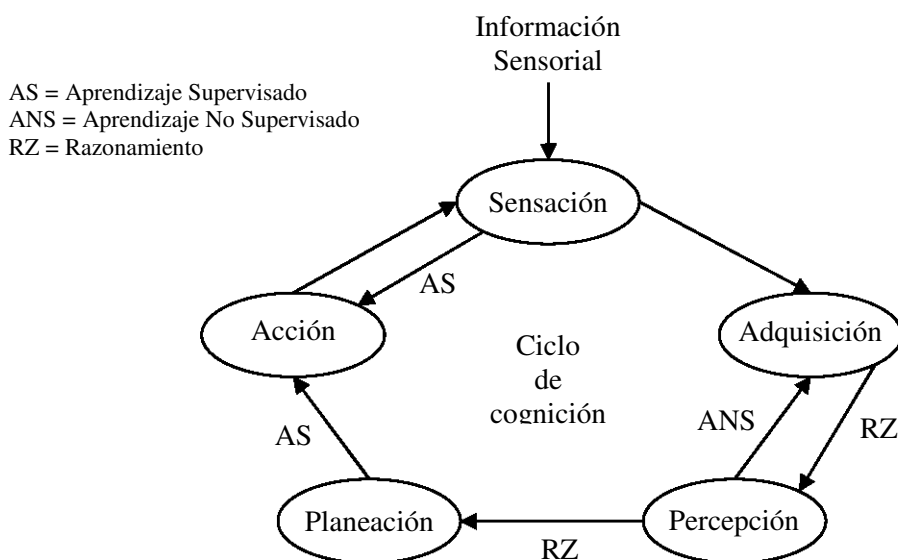 Información
Sensorial
AS = Aprendizaje Supervisado
ANS = Aprendizaje No Supervisado
RZ = Razonamiento
Sensación
AS
Acción
Adquisición
Ciclo
de
cognición
AS
ANS
RZ
Planeación
Percepción
RZ